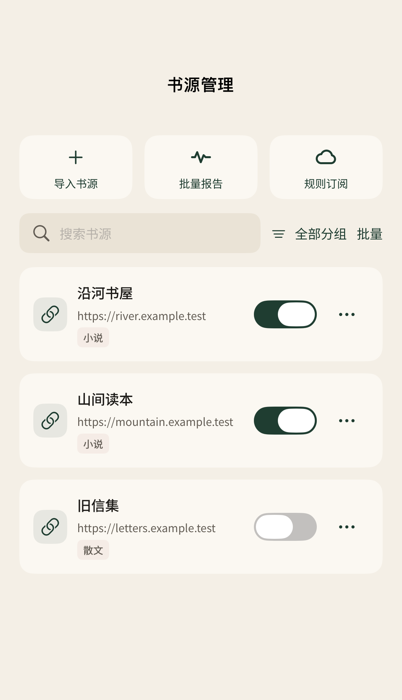 书源管理
导入书源
批量报告
规则订阅
搜索书源
全部分组
批量
沿河书屋
https://river.example.test
小说
山间读本
https://mountain.example.test
小说
旧信集
https://letters.example.test
散文